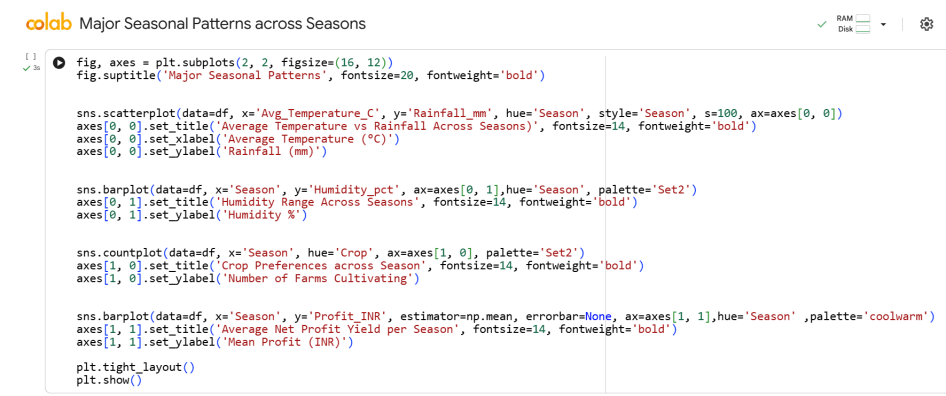 colab Major Seasonal Patterns across Seasons
RAM
Disk
[ ]
3s
fig, axes = plt.subplots(2, 2, figsize=(16, 12))
fig.suptitle('Major Seasonal Patterns', fontsize=20, fontweight='bold')
sns.scatterplot(data=df, x='Avg_Temperature_C', y='Rainfall_mm', hue='Season', style='Season', s=100, ax=axes[0, 0])
axes[0, 0].set_title('Average Temperature vs Rainfall Across Seasons)', fontsize=14, fontweight='bold')
axes[0, 0].set_xlabel('Average Temperature (°C)')
axes[0, 0].set_ylabel('Rainfall (mm)')
sns.barplot(data=df, x='Season', y='Humidity_pct', ax=axes[0, 1],hue='Season', palette='Set2')
axes[0, 1].set_title('Humidity Range Across Seasons', fontsize=14, fontweight='bold')
axes[0, 1].set_ylabel('Humidity %')
sns.countplot(data=df, x='Season', hue='Crop', ax=axes[1, 0], palette='Set2')
axes[1, 0].set_title('Crop Preferences across Season', fontsize=14, fontweight='bold')
axes[1, 0].set_ylabel('Number of Farms Cultivating')
sns.barplot(data=df, x='Season', y='Profit_INR', estimator=np.mean, errorbar=None, ax=axes[1, 1],hue='Season' ,palette='coolwarm')
axes[1, 1].set_title('Average Net Profit Yield per Season', fontsize=14, fontweight='bold')
axes[1, 1].set_ylabel('Mean Profit (INR)')
plt.tight_layout()
plt.show()